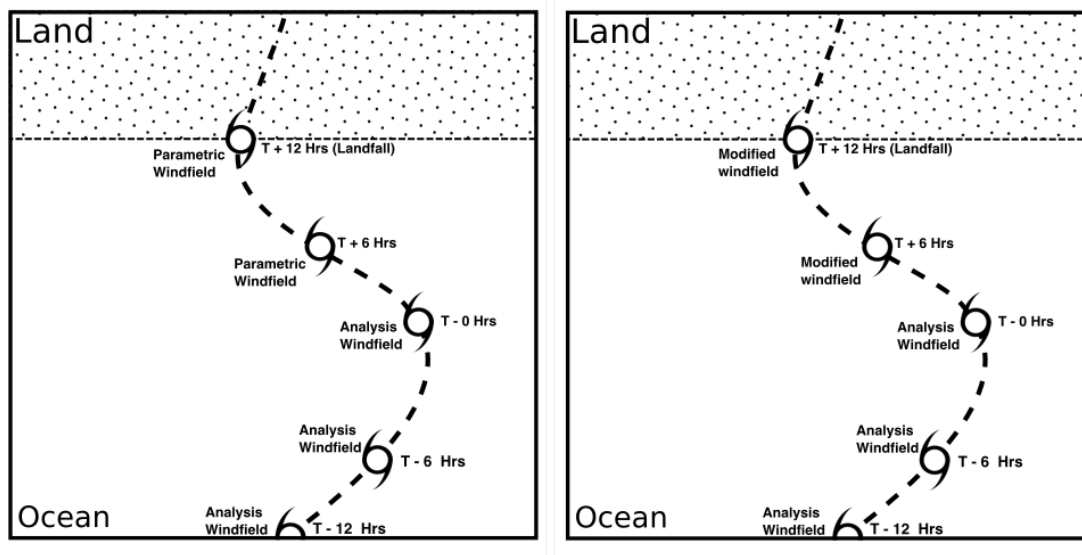 Land
T + 12 Hrs (Landfall)
Parametric
Windfield
T + 6 Hrs
Parametric
Windfield
T - 0 Hrs
Analysis
Windfield
Analysis
Windfield
T - 6 Hrs
Analysis
Windfield
T - 12 Hrs
Ocean
Land
T + 12 Hrs (Landfall)
Modified
windfield
T + 6 Hrs
Modified
windfield
T - 0 Hrs
Analysis
Windfield
Analysis
Windfield
T - 6 Hrs
Analysis
Windfield
T - 12 Hrs
Ocean